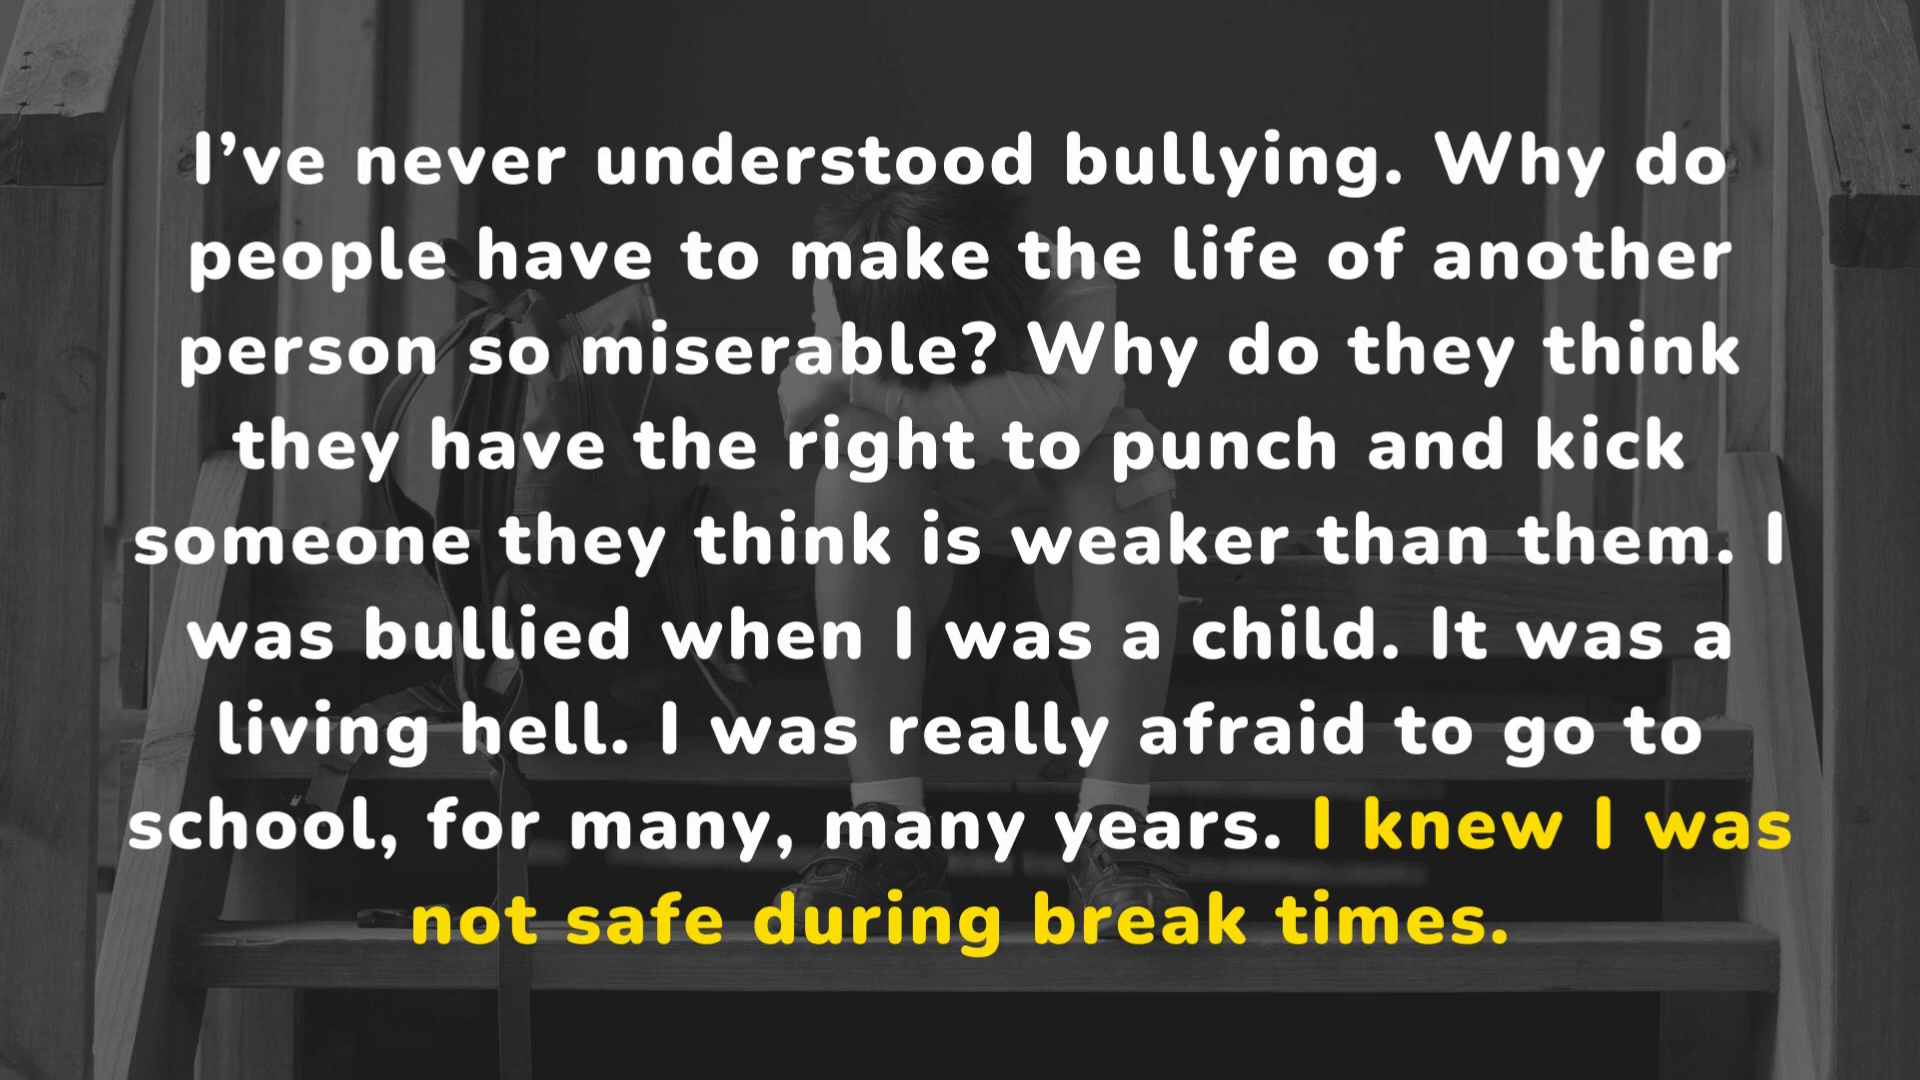 I’ve never understood bullying. Why do
people have to make the life of another
person so miserable? Why do they think
they have the right to punch and kick
someone they think is weaker than them. I
was bullied when I was a child. It was a
living hell. I was really afraid to go to
school, for many, many years. I knew I was
not safe during break times.